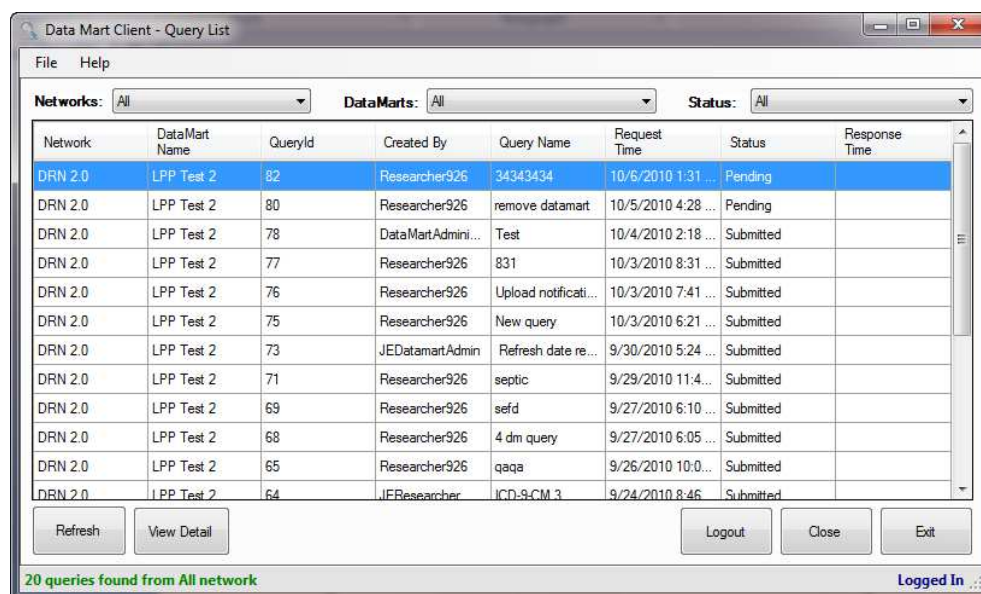 Data Mart Client - Query List
File Help
Networks: All DataMarts: All Status: All
Network DataMart Name QueryId Created By Query Name Request Time Status Response Time
DRN 2.0 LPP Test 2 82 Researcher926 34343434 10/6/2010 1:31 ... Pending
DRN 2.0 LPP Test 2 80 Researcher926 remove datamart 10/5/2010 4:28 ... Pending
DRN 2.0 LPP Test 2 78 DataMartAdmini... Test 10/4/2010 2:18 ... Submitted
DRN 2.0 LPP Test 2 77 Researcher926 831 10/3/2010 8:31 ... Submitted
DRN 2.0 LPP Test 2 76 Researcher926 Upload notificati... 10/3/2010 7:41 ... Submitted
DRN 2.0 LPP Test 2 75 Researcher926 New query 10/3/2010 6:21 ... Submitted
DRN 2.0 LPP Test 2 73 JEDatamartAdmin Refresh date re... 9/30/2010 5:24 ... Submitted
DRN 2.0 LPP Test 2 71 Researcher926 septic 9/29/2010 11:4... Submitted
DRN 2.0 LPP Test 2 69 Researcher926 sefd 9/27/2010 6:10 ... Submitted
DRN 2.0 LPP Test 2 68 Researcher926 4 dm query 9/27/2010 6:05 ... Submitted
DRN 2.0 LPP Test 2 65 Researcher926 qaqa 9/26/2010 10:0... Submitted
DRN 2.0 LPP Test 2 64 JEResearcher ICD-9-CM 3 9/24/2010 8:46 Submitted
Refresh View Detail Logout Close Exit
20 queries found from All network Logged In